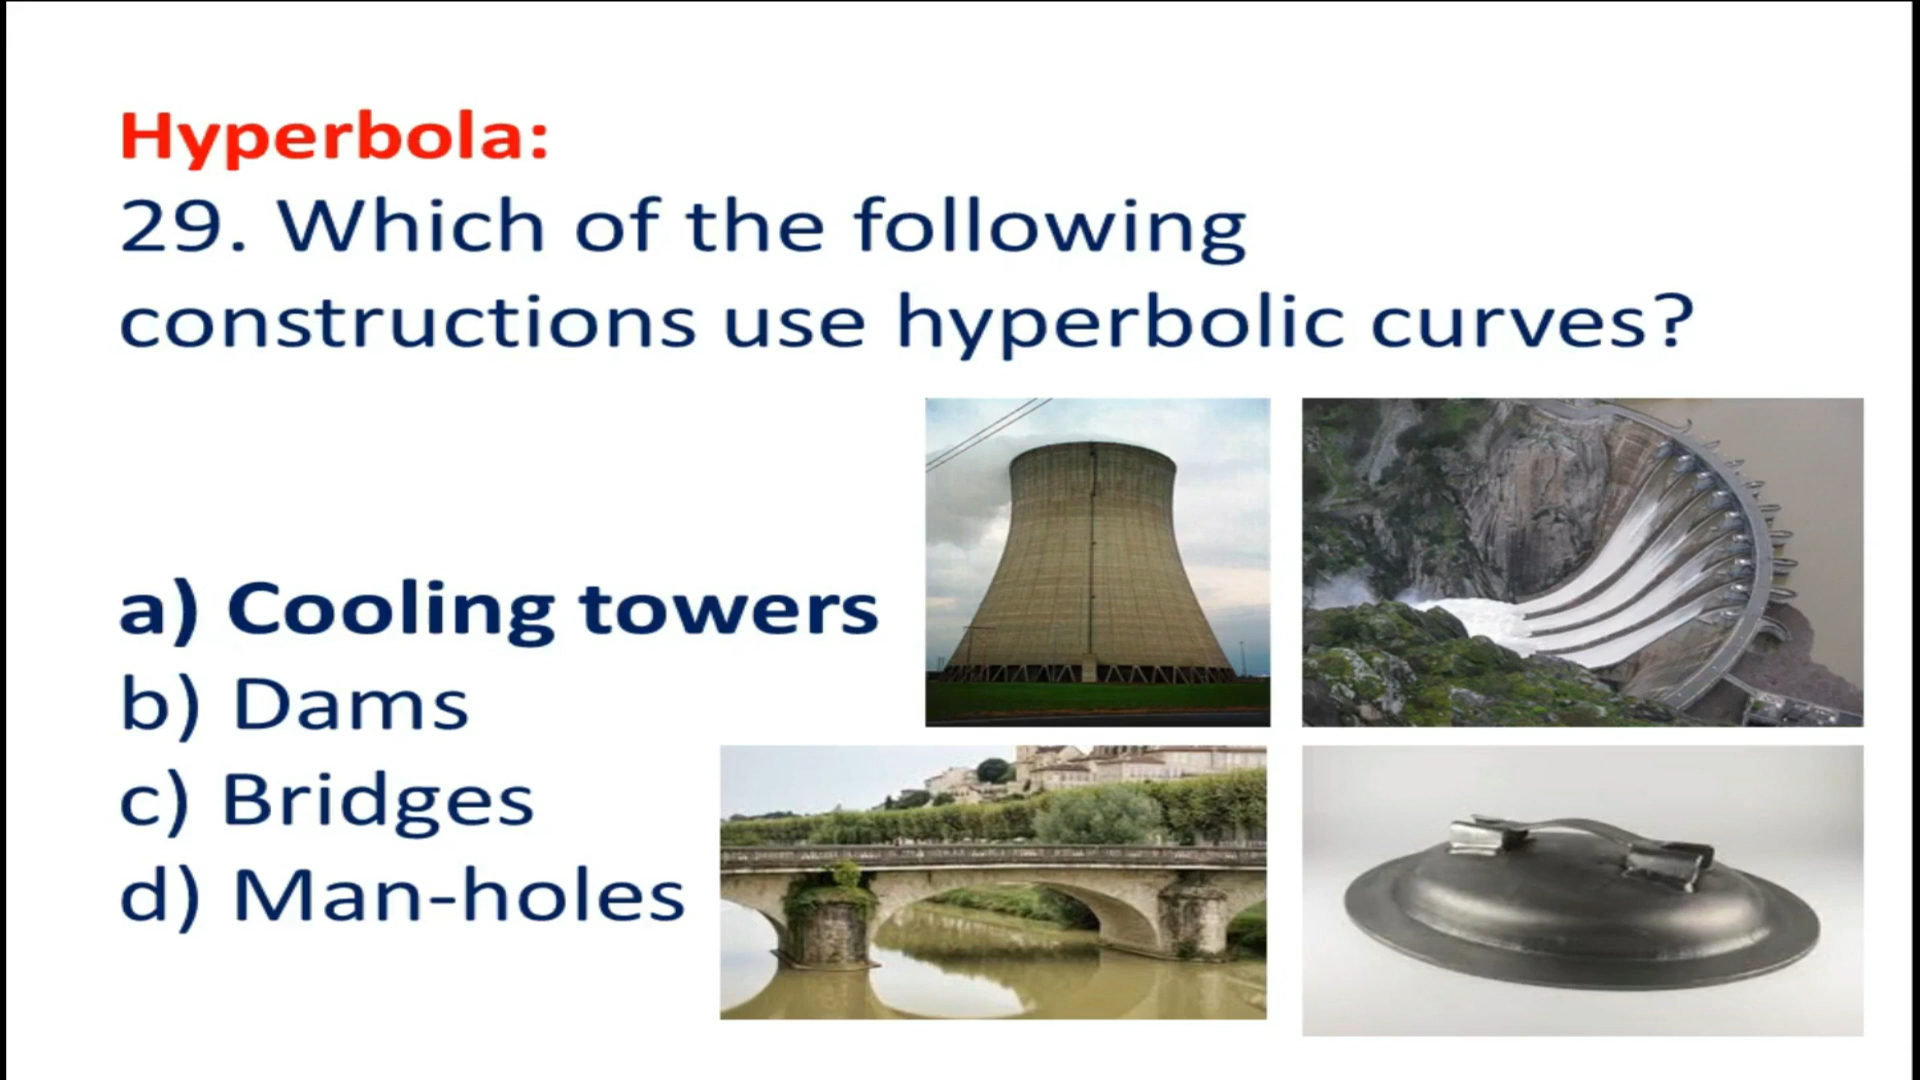 Hyperbola:
29. Which of the following
constructions use hyperbolic curves?
a) Cooling towers
b) Dams
c) Bridges
d) Man-holes